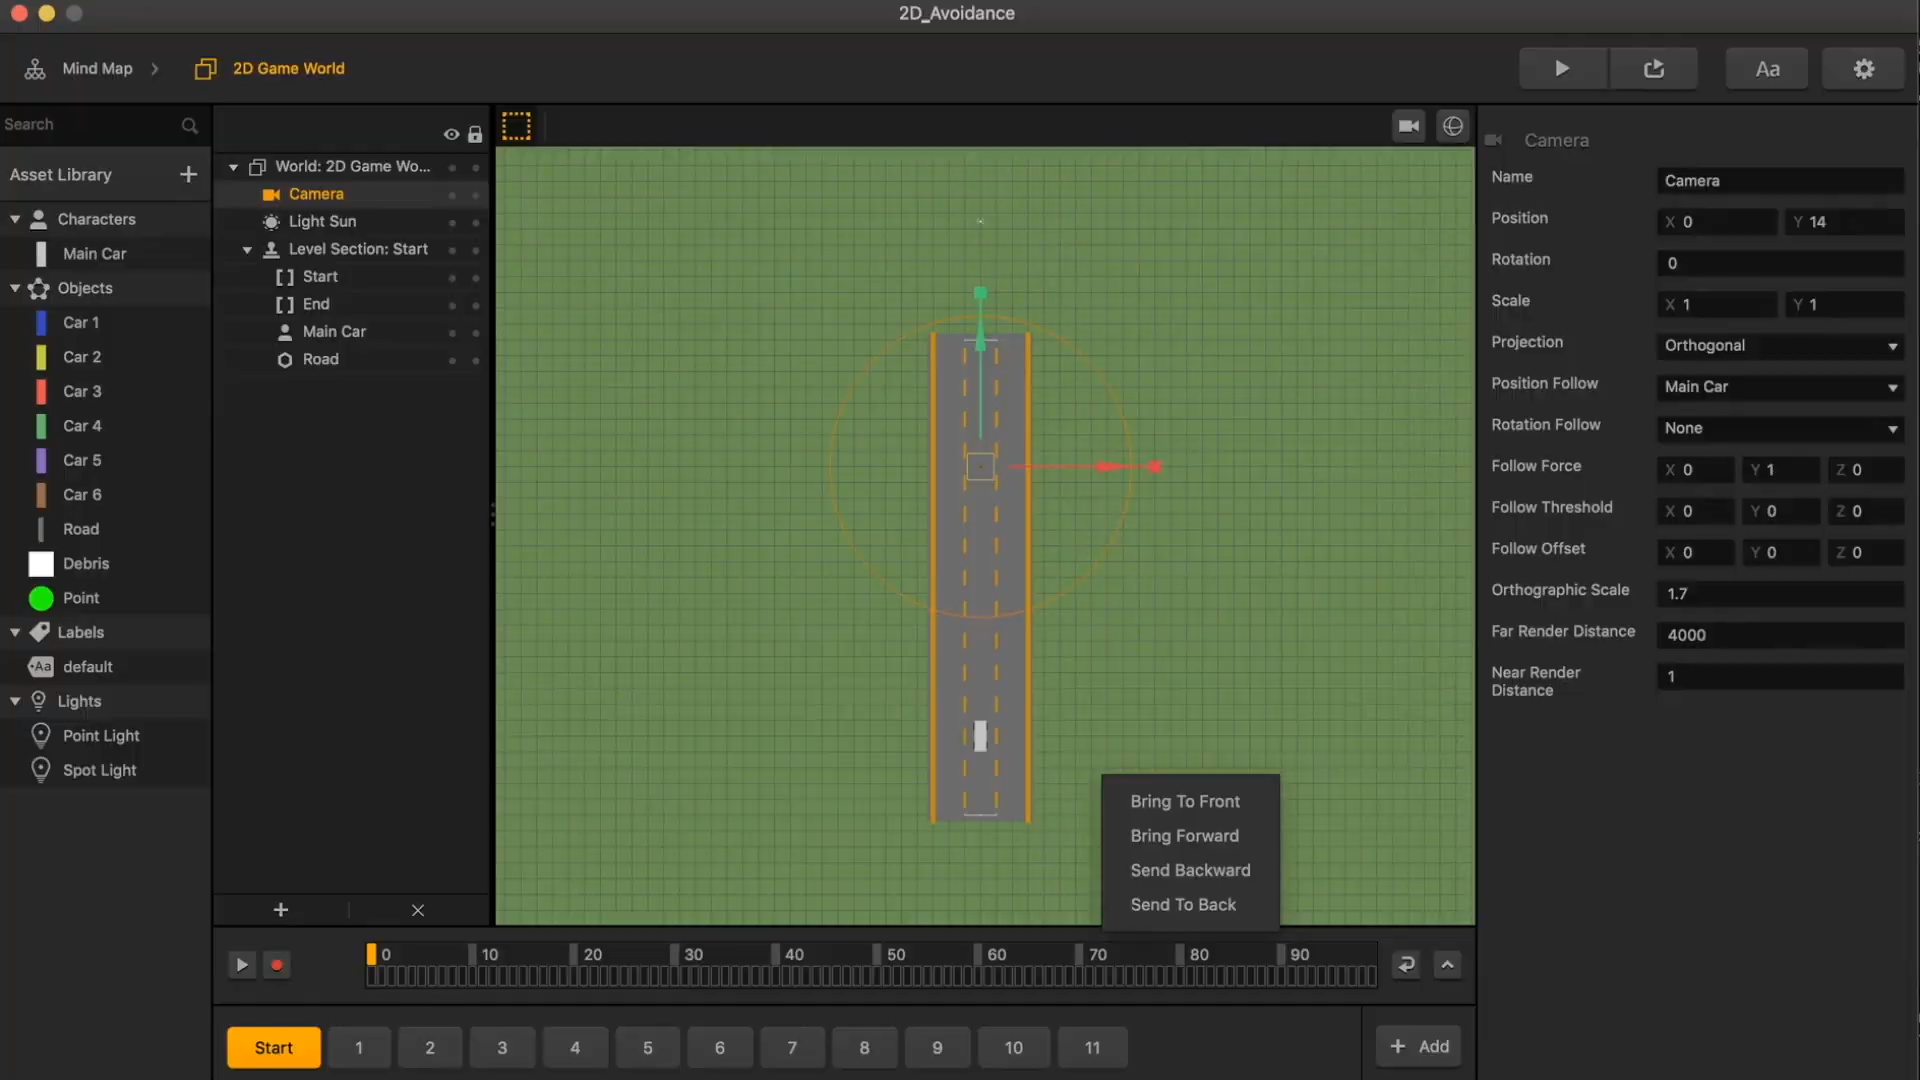 2D_Avoidance
Mind Map
2D Game World
Aa
Search
Asset Library
Characters
Main Car
Objects
Car 1
Car 2
Car 3
Car 4
Car 5
Car 6
Road
Debris
Point
Labels
Aa default
Lights
Point Light
Spot Light
World: 2D Game Wo...
Camera
Light Sun
Level Section: Start
Start
End
Main Car
Road
Bring To Front
Bring Forward
Send Backward
Send To Back
Camera
Name Camera
Position X 0 Y 14
Rotation 0
Scale X 1 Y 1
Projection Orthogonal
Position Follow Main Car
Rotation Follow None
Follow Force X 0 Y 1 Z 0
Follow Threshold X 0 Y 0 Z 0
Follow Offset X 0 Y 0 Z 0
Orthographic Scale 1.7
Far Render Distance 4000
Near Render
Distance
1
0 10 20 30 40 50 60 70 80 90
Start 1 2 3 4 5 6 7 8 9 10 11
+ Add